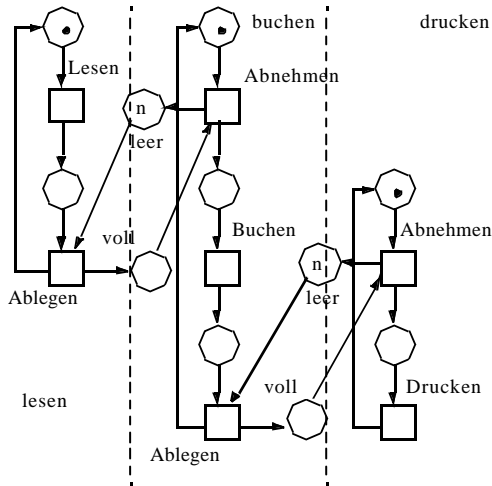 buchen
drucken
Lesen
Abnehmen
n
leer
voll
Buchen
Abnehmen
n
leer
Ablegen
voll
Drucken
lesen
Ablegen